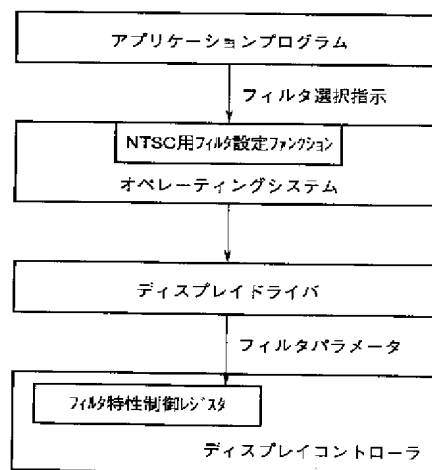 アプリケーションプログラム
フィルタ選択指示
NTSC用フィルタ設定ファンクション
オペレーティングシステム
ディスプレイドライバ
フィルタパラメータ
フィルタ特性制御レジスタ
ディスプレイコントローラ